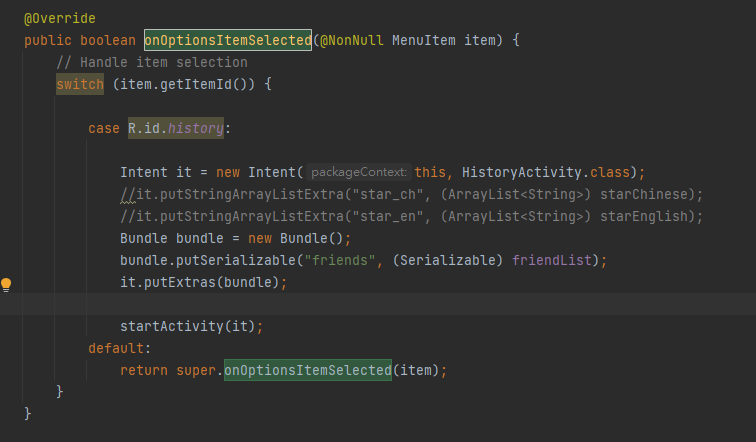 @Override
public boolean onOptionsItemSelected(@NonNull MenuItem item) {
// Handle item selection
switch (item.getItemId()) {
case R.id.history:
Intent it = new Intent( packageContext: this, HistoryActivity.class);
//it.putStringArrayListExtra("star_ch", (ArrayList<String>) starChinese);
//it.putStringArrayListExtra("star_en", (ArrayList<String>) starEnglish);
Bundle bundle = new Bundle();
bundle.putSerializable("friends", (Serializable) friendList);
it.putExtras(bundle);
startActivity(it);
default:
return super.onOptionsItemSelected(item);
}
}